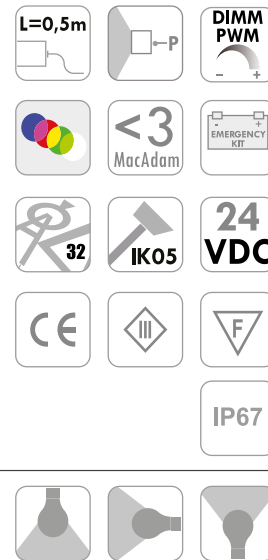 L=0,5m
P
DIMM
PWM
- +
<3
MacAdam
- +
EMERGENCY
KIT
32
IK05
24
VDC
CE
III
F
IP67